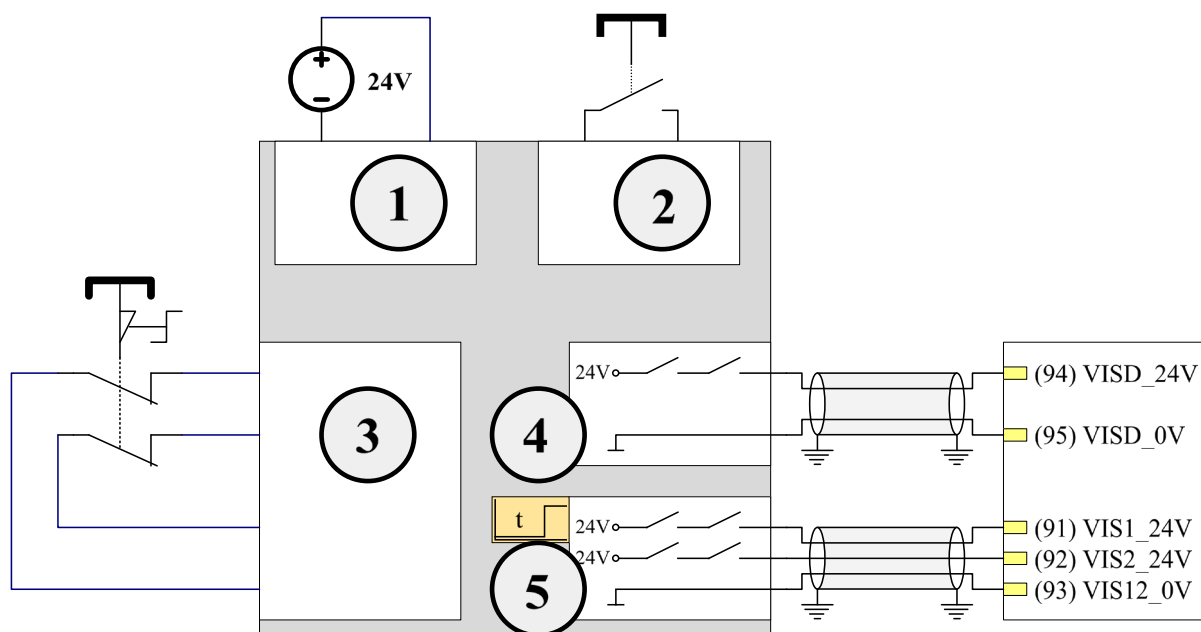 24V
1
2
3
24V
4
(94) VISD_24V
(95) VISD_0V
t
24V
24V
5
(91) VIS1_24V
(92) VIS2_24V
(93) VIS12_0V